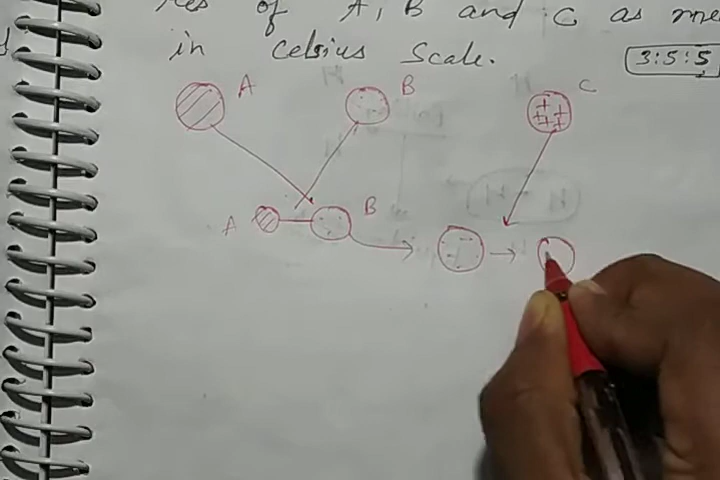 of A, B and C as
in Celsius Scale.
3:5:5
A B C
A B